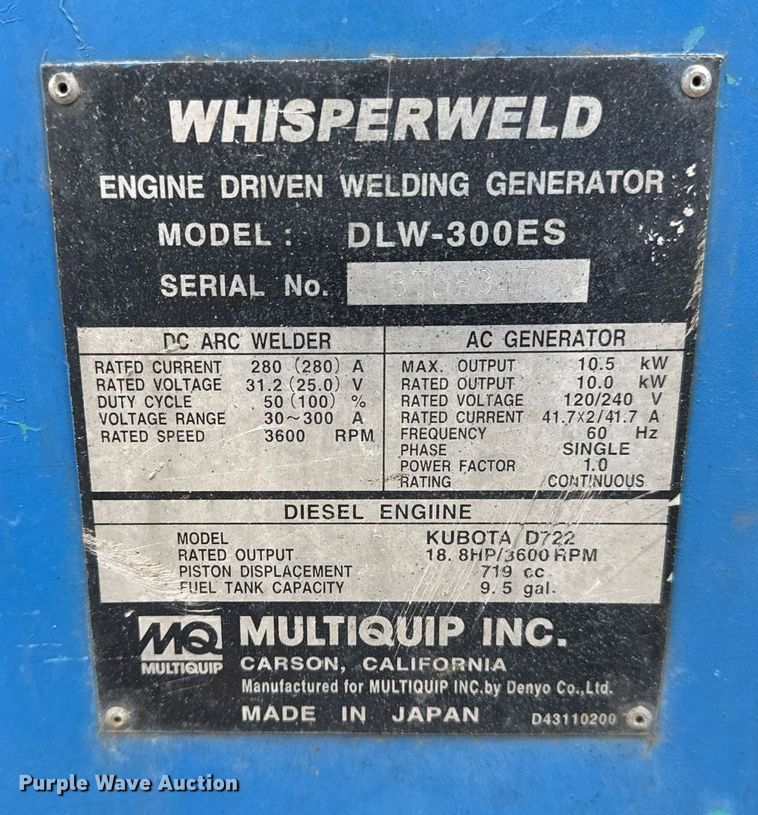 WHISPERWELD
ENGINE DRIVEN WELDING GENERATOR
MODEL : DLW-300ES
SERIAL No.
DC ARC WELDER
RATED CURRENT 280 (280) A
RATED VOLTAGE 31.2 (25.0) V
DUTY CYCLE 50 (100) %
VOLTAGE RANGE 30~300 A
RATED SPEED 3600 RPM
AC GENERATOR
MAX. OUTPUT 10.5 kW
RATED OUTPUT 10.0 kW
RATED VOLTAGE 120/240 V
RATED CURRENT 41.7X2/41.7 A
FREQUENCY 60 Hz
PHASE SINGLE
POWER FACTOR 1.0
RATING CONTINUOUS
DIESEL ENGIINE
MODEL KUBOTA D722
RATED OUTPUT 18.8HP/3600 RPM
PISTON DISPLACEMENT 719 cc
FUEL TANK CAPACITY 9.5 gal.
MQ MULTIQUIP INC.
MULTIQUIP
CARSON, CALIFORNIA
Manufactured for MULTIQUIP INC. by Denyo Co., Ltd.
MADE IN JAPAN D43110200
Purple Wave Auction